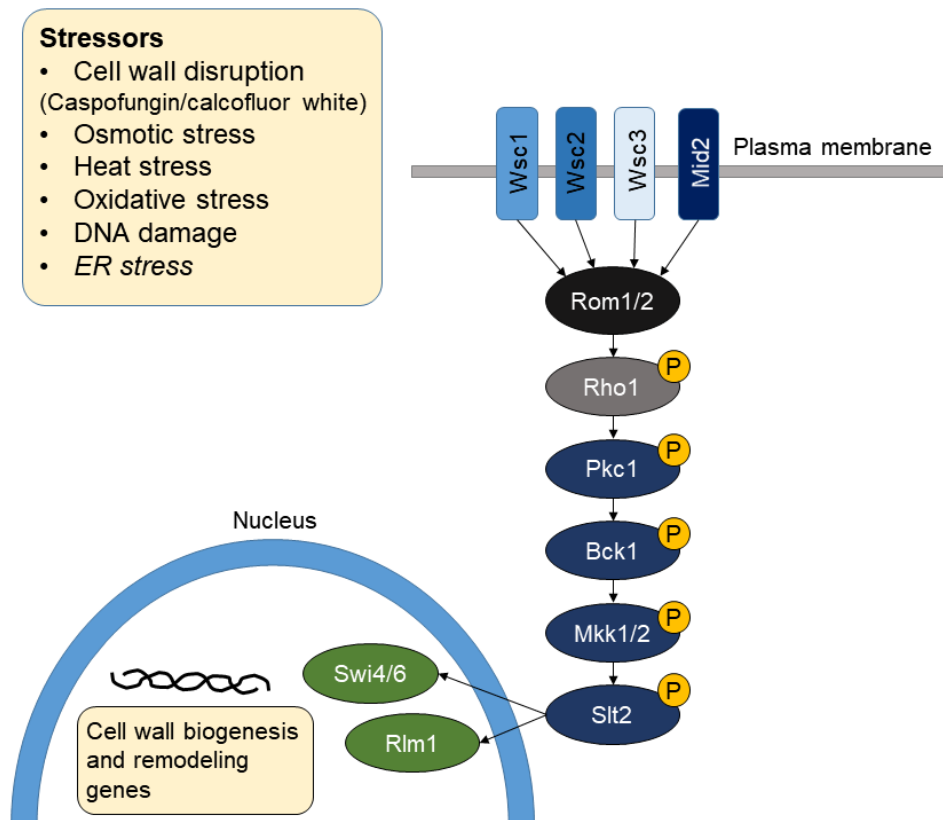 Stressors
• Cell wall disruption
(Caspofungin/calcofluor white)
• Osmotic stress
• Heat stress
• Oxidative stress
• DNA damage
• ER stress
Wsc1
Wsc2
Wsc3
Mid2
Plasma membrane
Rom1/2
Rho1
P
Pkc1
P
Bck1
P
Mkk1/2
P
Slt2
P
Nucleus
Swi4/6
Rlm1
Cell wall biogenesis
and remodeling
genes